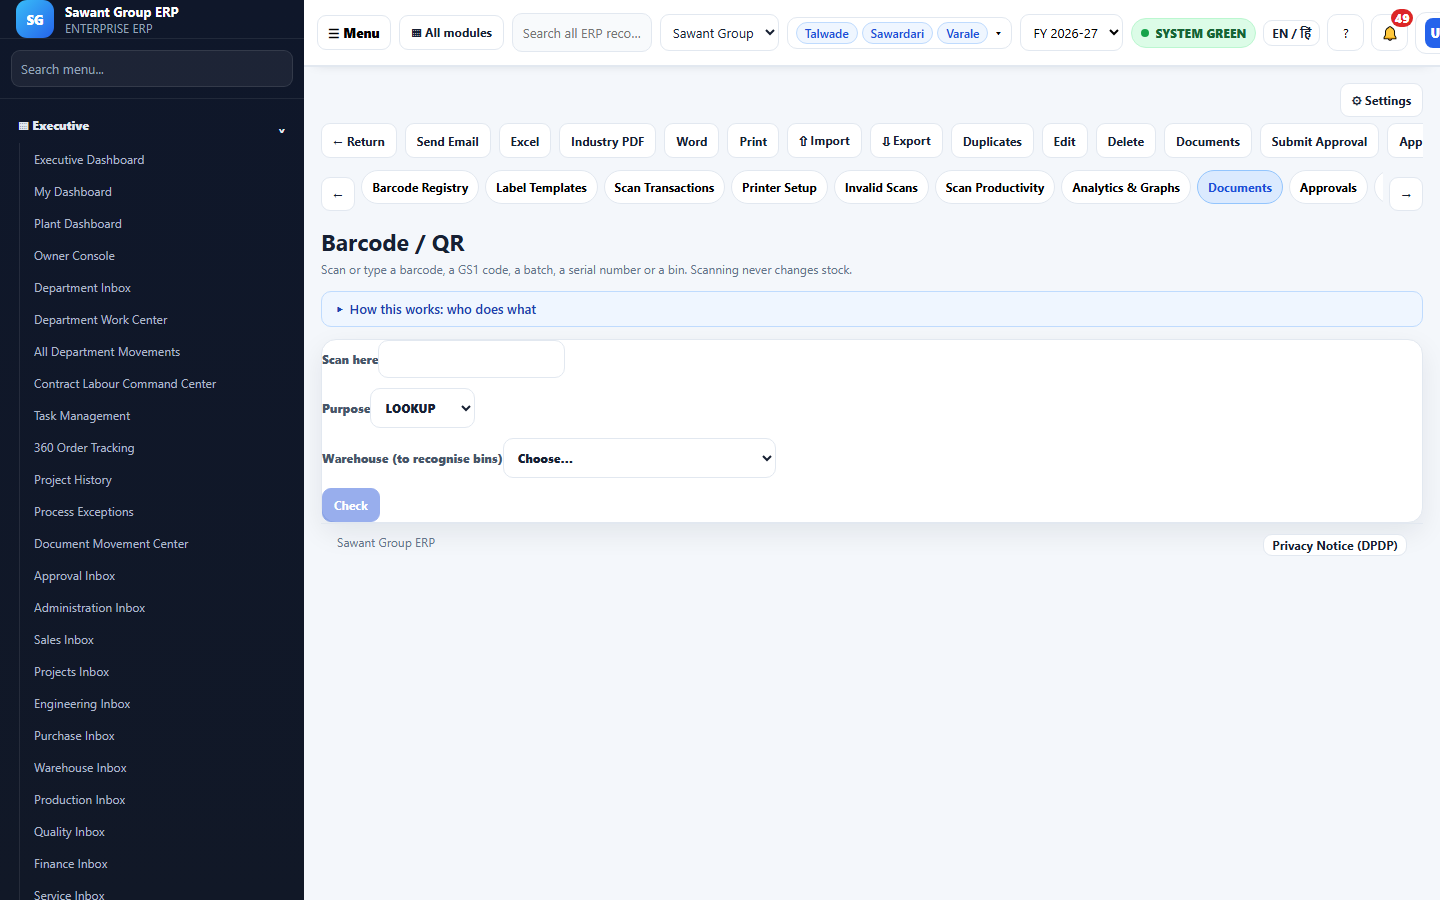 SG
Sawant Group ERP
ENTERPRISE ERP
Search menu...
Executive
Executive Dashboard
My Dashboard
Plant Dashboard
Owner Console
Department Inbox
Department Work Center
All Department Movements
Contract Labour Command Center
Task Management
360 Order Tracking
Project History
Process Exceptions
Document Movement Center
Approval Inbox
Administration Inbox
Sales Inbox
Projects Inbox
Engineering Inbox
Purchase Inbox
Warehouse Inbox
Production Inbox
Quality Inbox
Finance Inbox
Service Inbox
☰ Menu
All modules
Search all ERP reco...
Sawant Group
Talwade Sawardari Varale
FY 2026-27
SYSTEM GREEN
EN / हिं
?
49
U
⚙ Settings
← Return
Send Email
Excel
Industry PDF
Word
Print
⇧ Import
⇩ Export
Duplicates
Edit
Delete
Documents
Submit Approval
App
←
Barcode Registry
Label Templates
Scan Transactions
Printer Setup
Invalid Scans
Scan Productivity
Analytics & Graphs
Documents
Approvals
→
Barcode / QR
Scan or type a barcode, a GS1 code, a batch, a serial number or a bin. Scanning never changes stock.
▸ How this works: who does what
Scan here
Purpose LOOKUP
Warehouse (to recognise bins) Choose...
Check
Sawant Group ERP
Privacy Notice (DPDP)